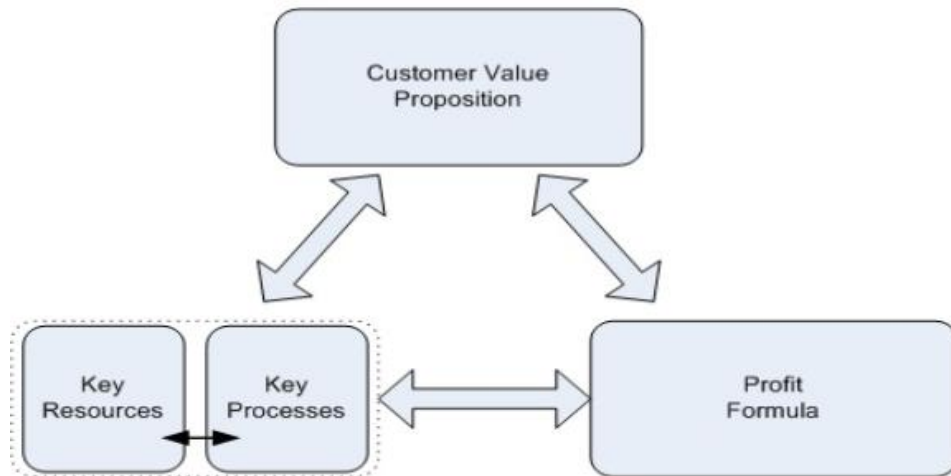 Customer Value
Proposition
Key
Resources
Key
Processes
Profit
Formula